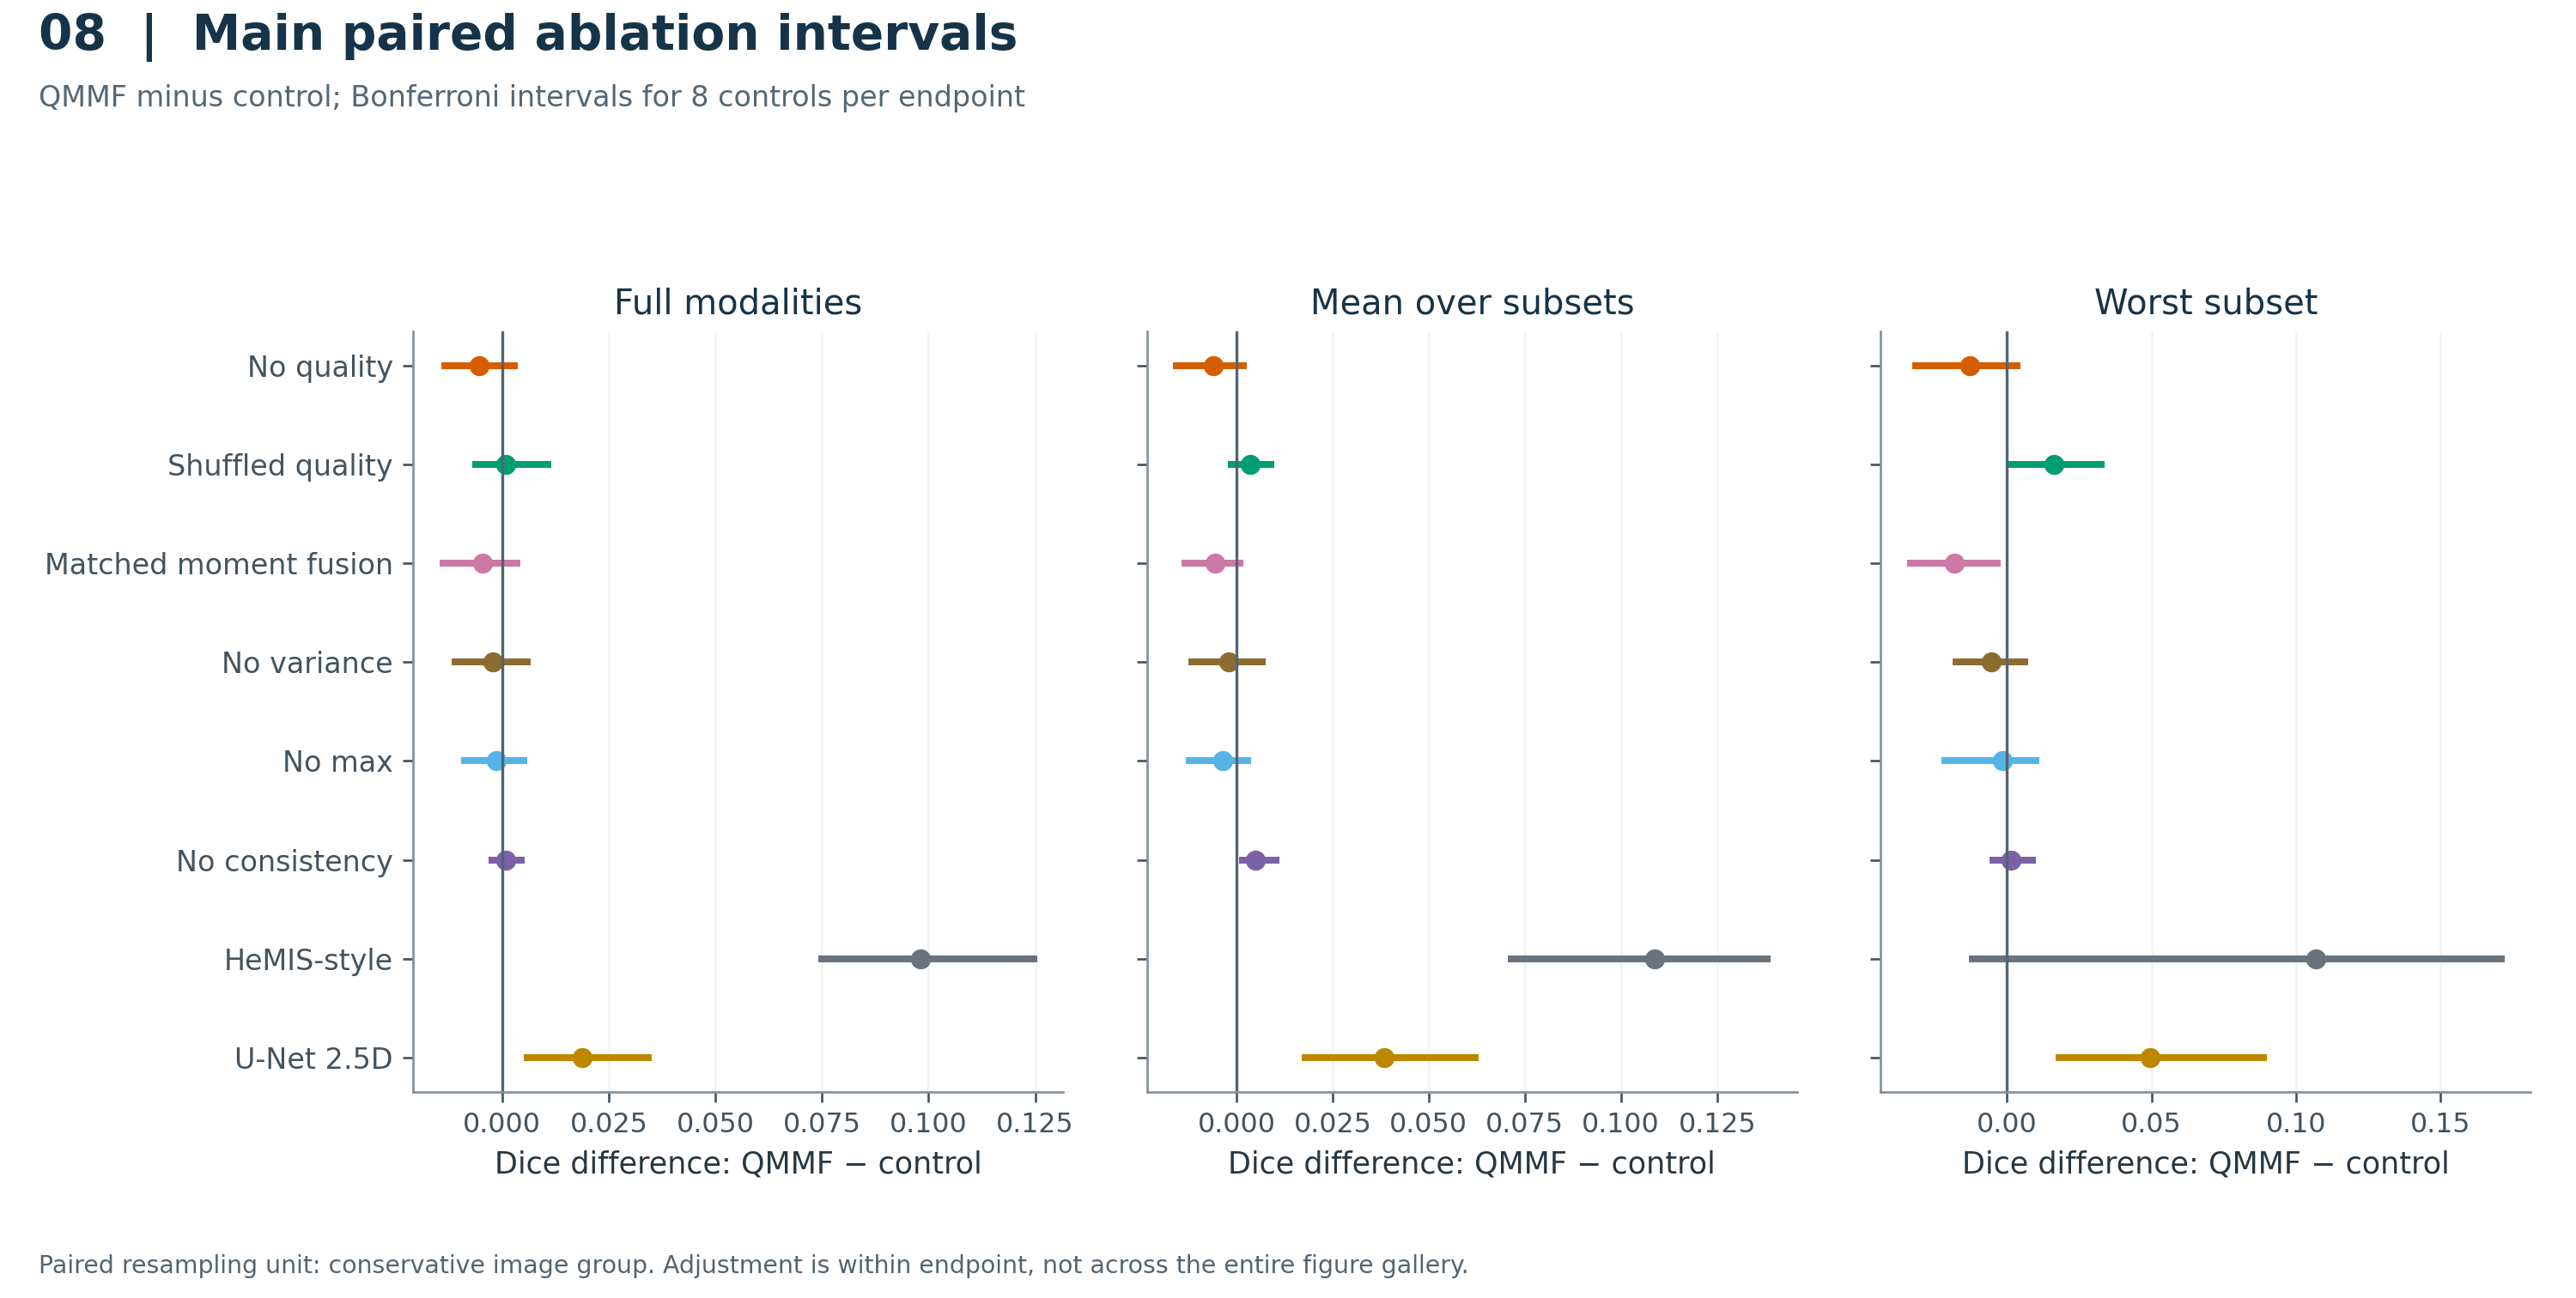 08 | Main paired ablation intervals
QMMF minus control; Bonferroni intervals for 8 controls per endpoint
Full modalities
Mean over subsets
Worst subset
No quality
Shuffled quality
Matched moment fusion
No variance
No max
No consistency
HeMIS-style
U-Net 2.5D
0.000 0.025 0.050 0.075 0.100 0.125
0.000 0.025 0.050 0.075 0.100 0.125
0.00 0.05 0.10 0.15
Dice difference: QMMF − control
Dice difference: QMMF − control
Dice difference: QMMF − control
Paired resampling unit: conservative image group. Adjustment is within endpoint, not across the entire figure gallery.